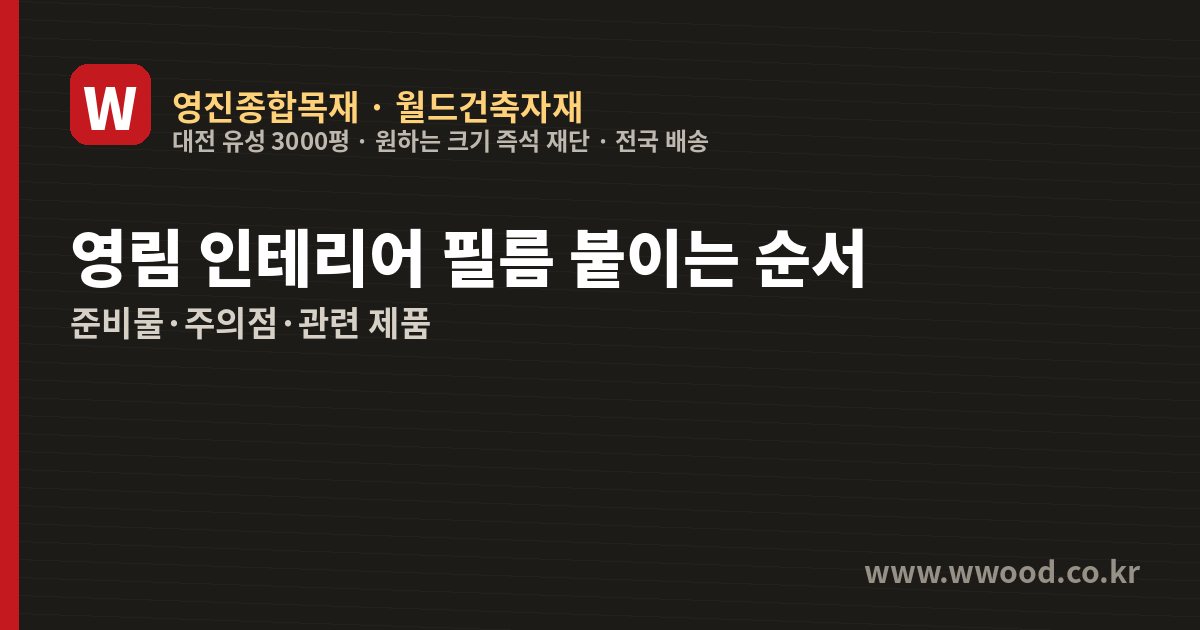 W
영진종합목재 · 월드건축자재
대전 유성 3000평 · 원하는 크기 즉석 재단 · 전국 배송
영림 인테리어 필름 붙이는 순서
준비물·주의점·관련 제품
www.wwood.co.kr